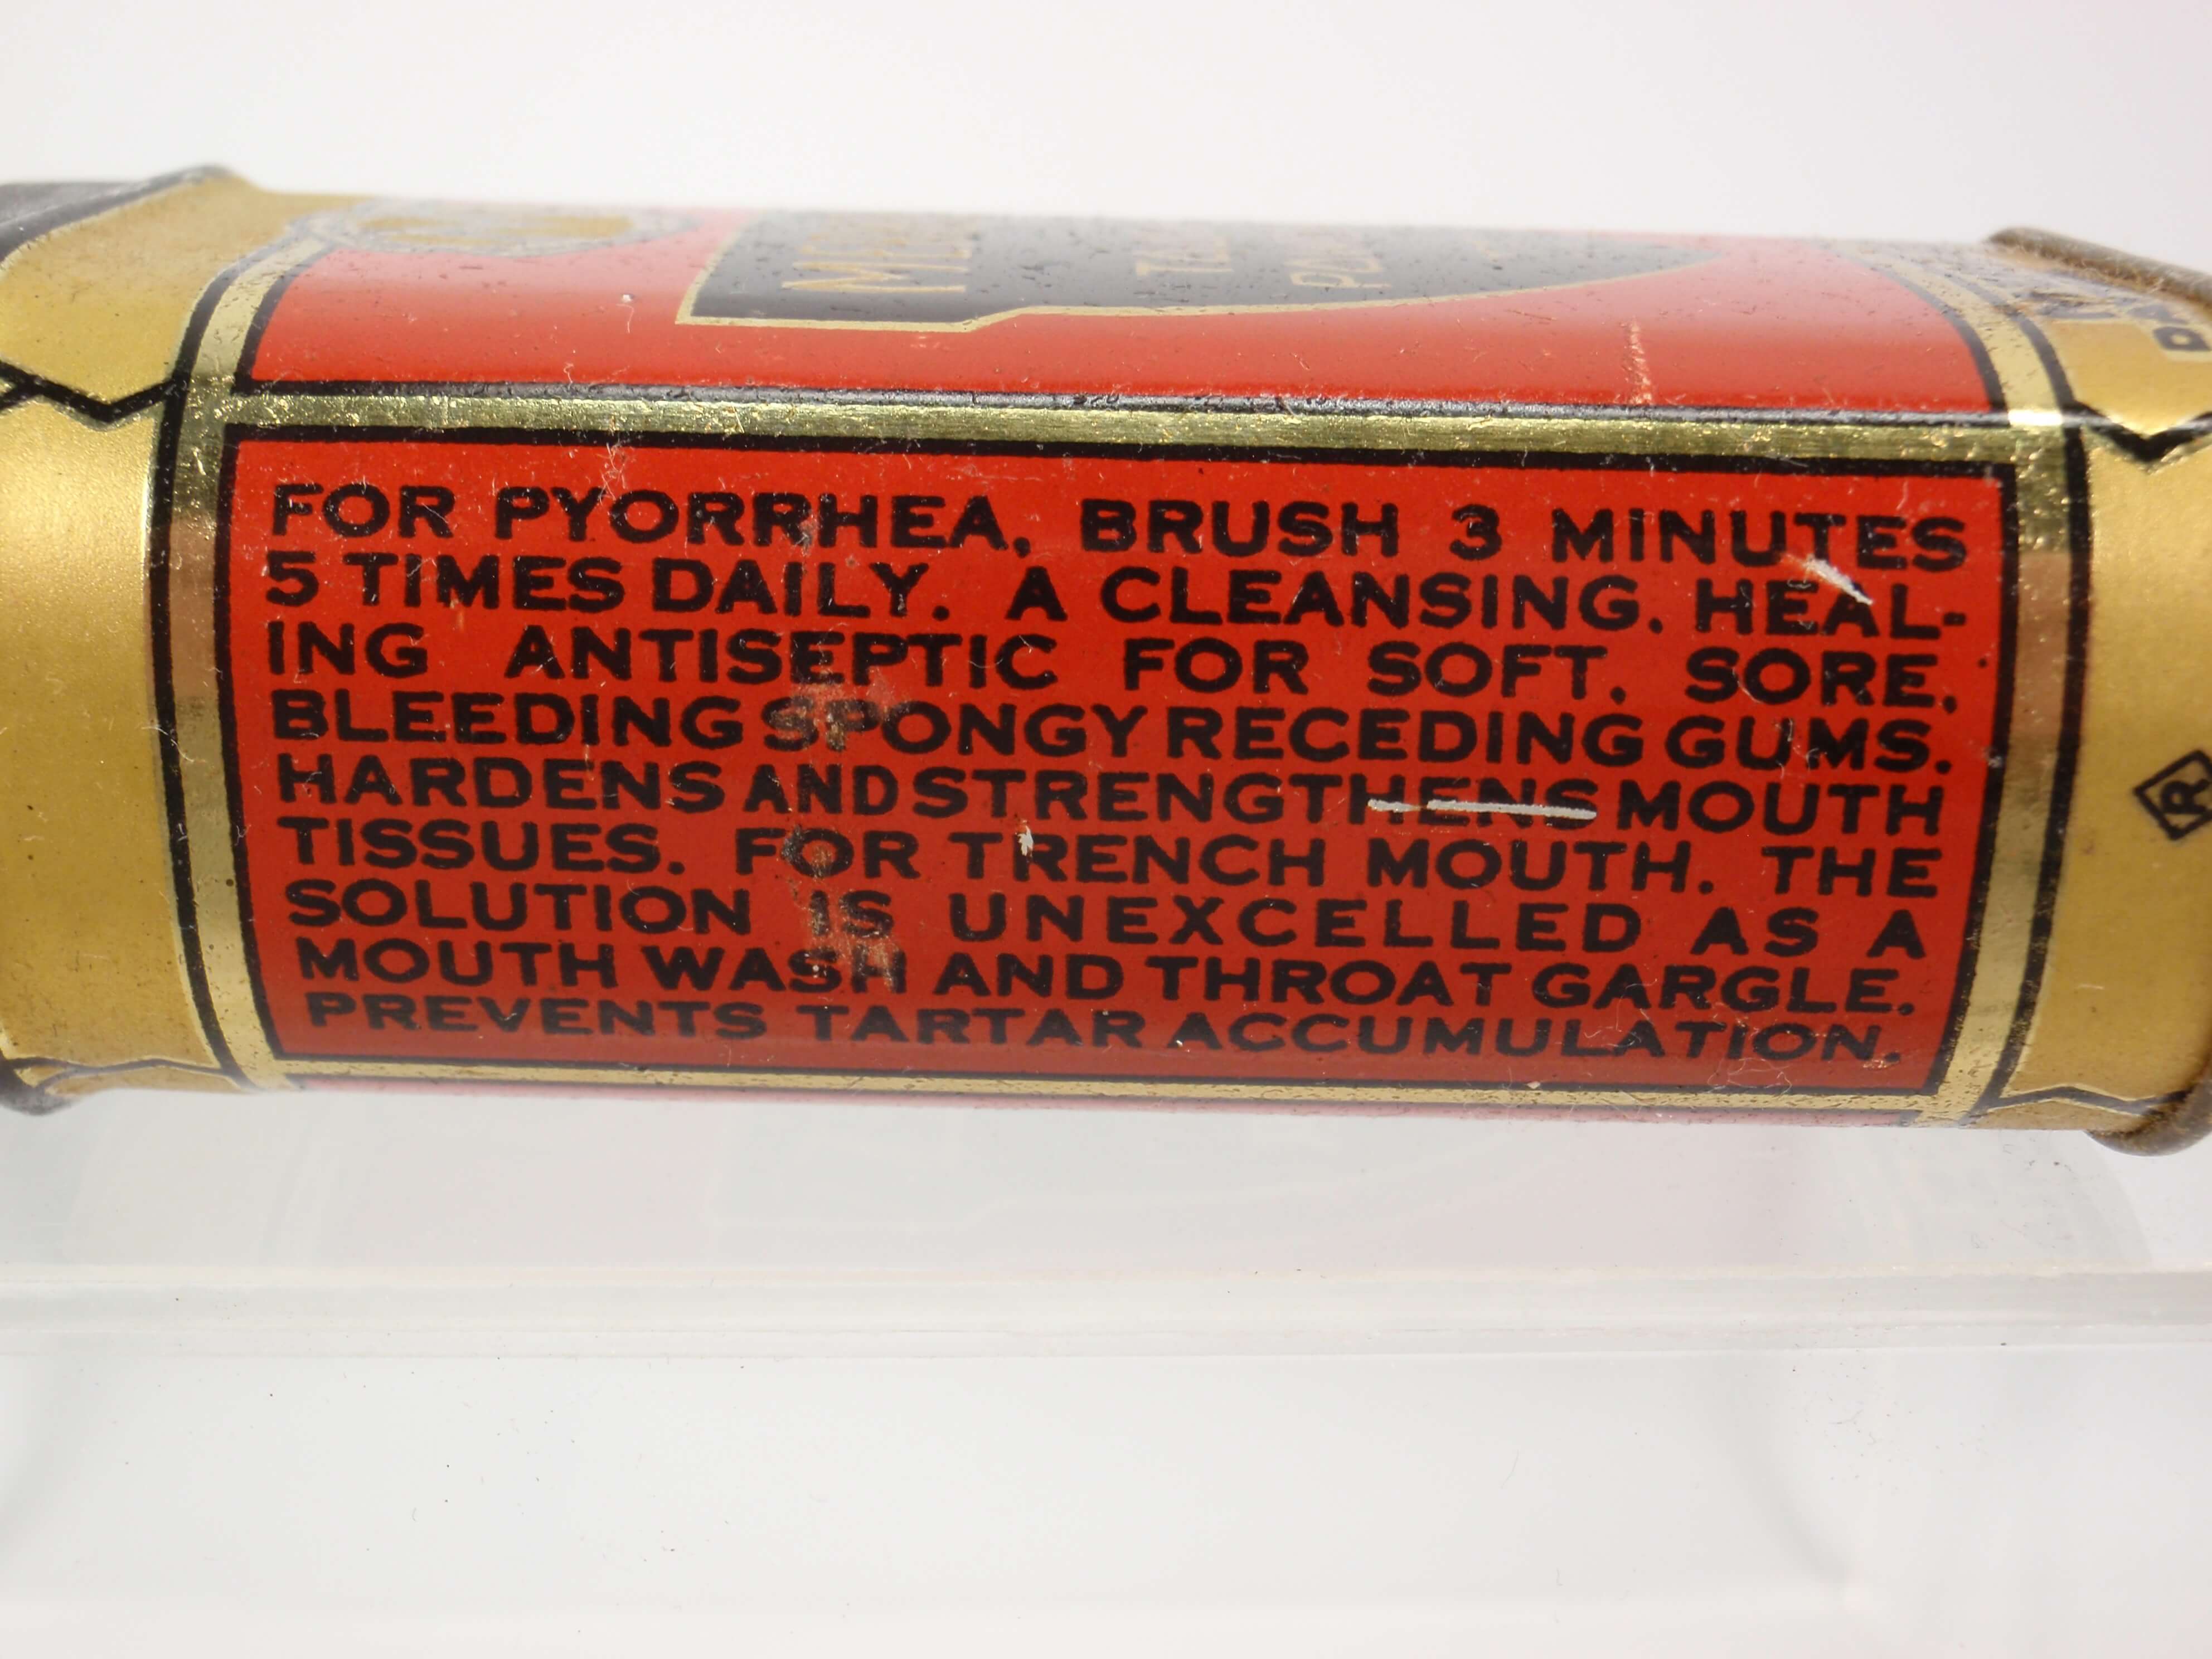 FOR PYORRHEA, BRUSH 3 MINUTES
5 TIMES DAILY. A CLEANSING, HEAL-
ING ANTISEPTIC FOR SOFT, SORE,
BLEEDING SPONGY RECEDING GUMS.
HARDENS AND STRENGTHENS MOUTH
TISSUES. FOR TRENCH MOUTH. THE
SOLUTION IS UNEXCELLED AS A
MOUTH WASH AND THROAT GARGLE.
PREVENTS TARTAR ACCUMULATION.
R